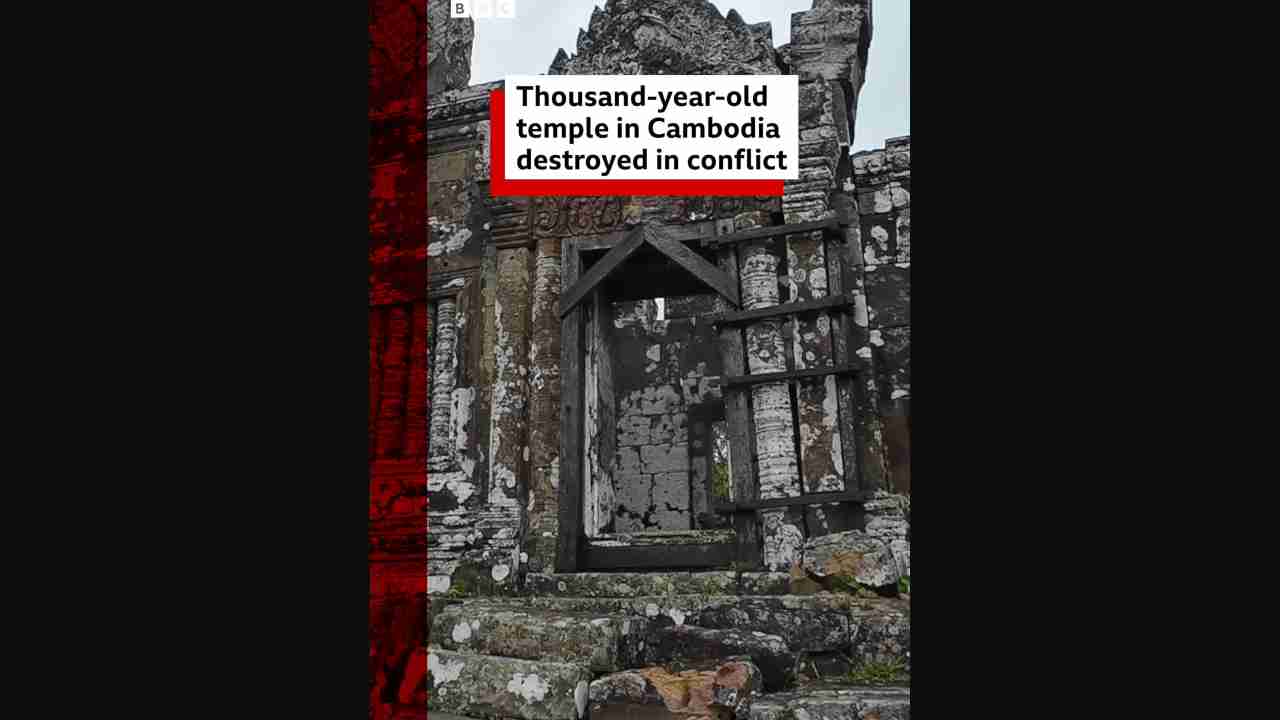 BBC
Thousand-year-old
temple in Cambodia
destroyed in conflict